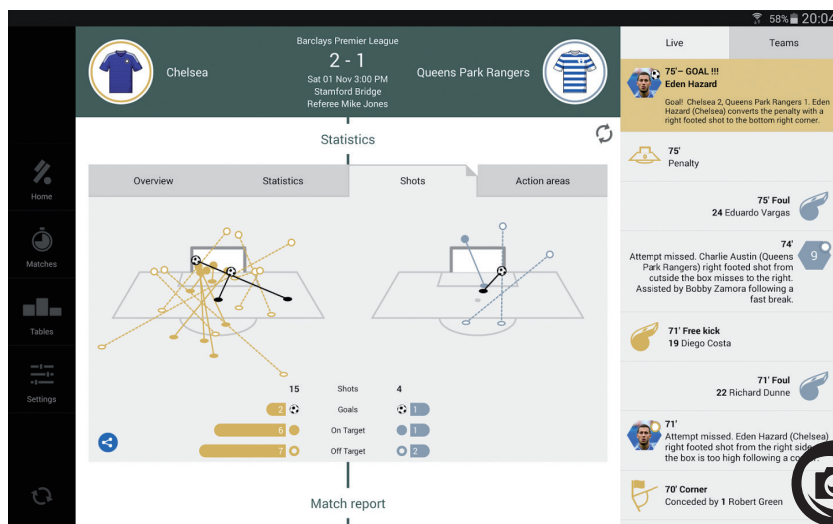 58% 20:04
Home
Matches
Tables
Settings
Chelsea
Barclays Premier League
2 - 1
Sat 01 Nov 3:00 PM
Stamford Bridge
Referee Mike Jones
Queens Park Rangers
Statistics
Overview
Statistics
Shots
Action areas
15 Shots 4
2 Goals 1
6 On Target 1
7 Off Target 2
Match report
Live
Teams
75'– GOAL !!!
Eden Hazard
Goal! Chelsea 2, Queens Park Rangers 1. Eden
Hazard (Chelsea) converts the penalty with a
right footed shot to the bottom right corner.
75'
Penalty
75' Foul
24 Eduardo Vargas
74'
9
Attempt missed. Charlie Austin (Queens
Park Rangers) right footed shot from
outside the box misses to the right.
Assisted by Bobby Zamora following a
fast break.
71' Free kick
19 Diego Costa
71' Foul
22 Richard Dunne
71'
Attempt missed. Eden Hazard (Chelsea)
right footed shot from the right side
the box is too high following a
70' Corner
Conceded by 1 Robert Green